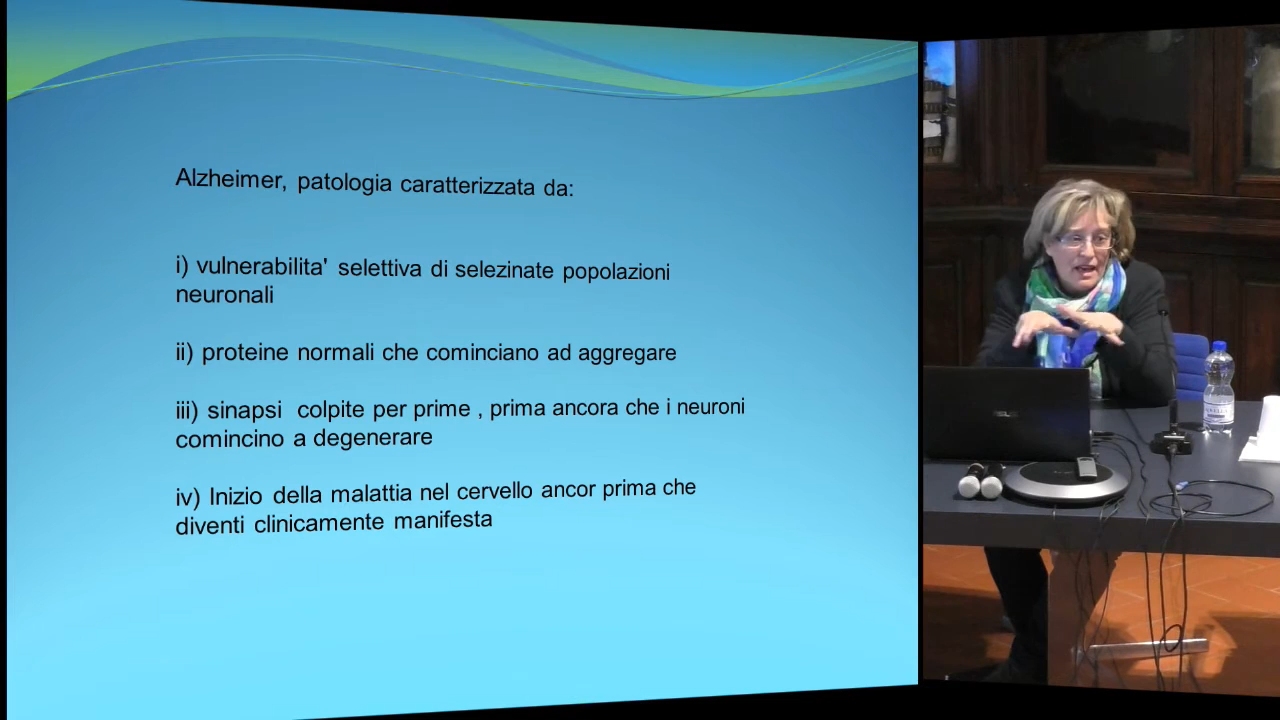 Alzheimer, patologia caratterizzata da:
i) vulnerabilita' selettiva di selezinate popolazioni
neuronali
ii) proteine normali che cominciano ad aggregare
iii) sinapsi colpite per prime , prima ancora che i neuroni
comincino a degenerare
iv) Inizio della malattia nel cervello ancor prima che
diventi clinicamente manifesta
ASUS